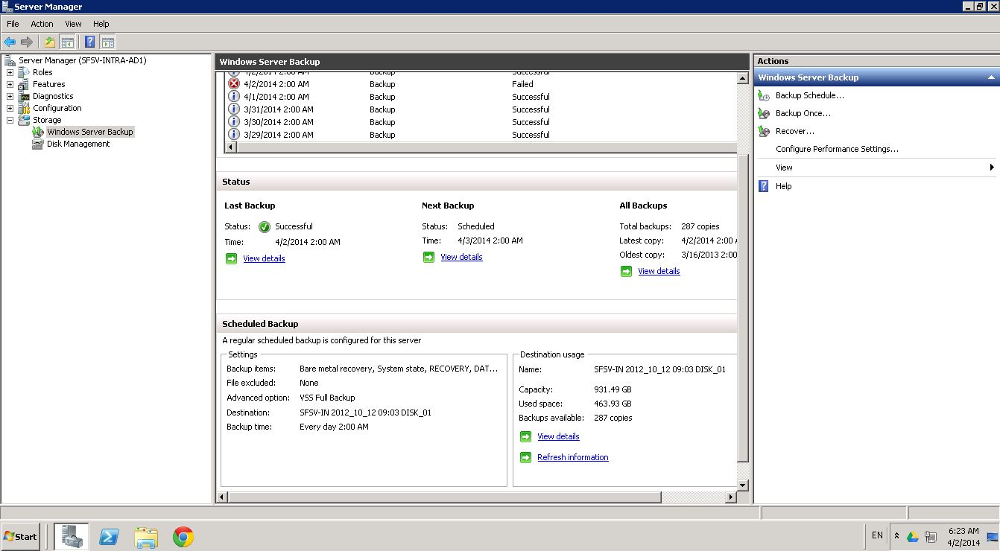 Server Manager
File Action View Help
Server Manager (SFSV-INTRA-AD1)
Roles
Features
Diagnostics
Configuration
Storage
Windows Server Backup
Disk Management
Windows Server Backup
4/2/2014 2:00 AM Backup Successful
4/2/2014 2:00 AM Backup Failed
4/1/2014 2:00 AM Backup Successful
3/31/2014 2:00 AM Backup Successful
3/30/2014 2:00 AM Backup Successful
3/29/2014 2:00 AM Backup Successful
Status
Last Backup
Status: Successful
Time: 4/2/2014 2:00 AM
View details
Next Backup
Status: Scheduled
Time: 4/3/2014 2:00 AM
View details
All Backups
Total backups: 287 copies
Latest copy: 4/2/2014 2:00
Oldest copy: 3/16/2013 2:00
View details
Scheduled Backup
A regular scheduled backup is configured for this server
Settings
Backup items: Bare metal recovery, System state, RECOVERY, DAT...
File excluded: None
Advanced option: VSS Full Backup
Destination: SFSV-IN 2012_10_12 09:03 DISK_01
Backup time: Every day 2:00 AM
Destination usage
Name: SFSV-IN 2012_10_12 09:03 DISK_01
Capacity: 931.49 GB
Used space: 463.93 GB
Backups available: 287 copies
View details
Refresh information
Actions
Windows Server Backup
Backup Schedule...
Backup Once...
Recover...
Configure Performance Settings...
View
Help
Start
EN
6:23 AM
4/2/2014